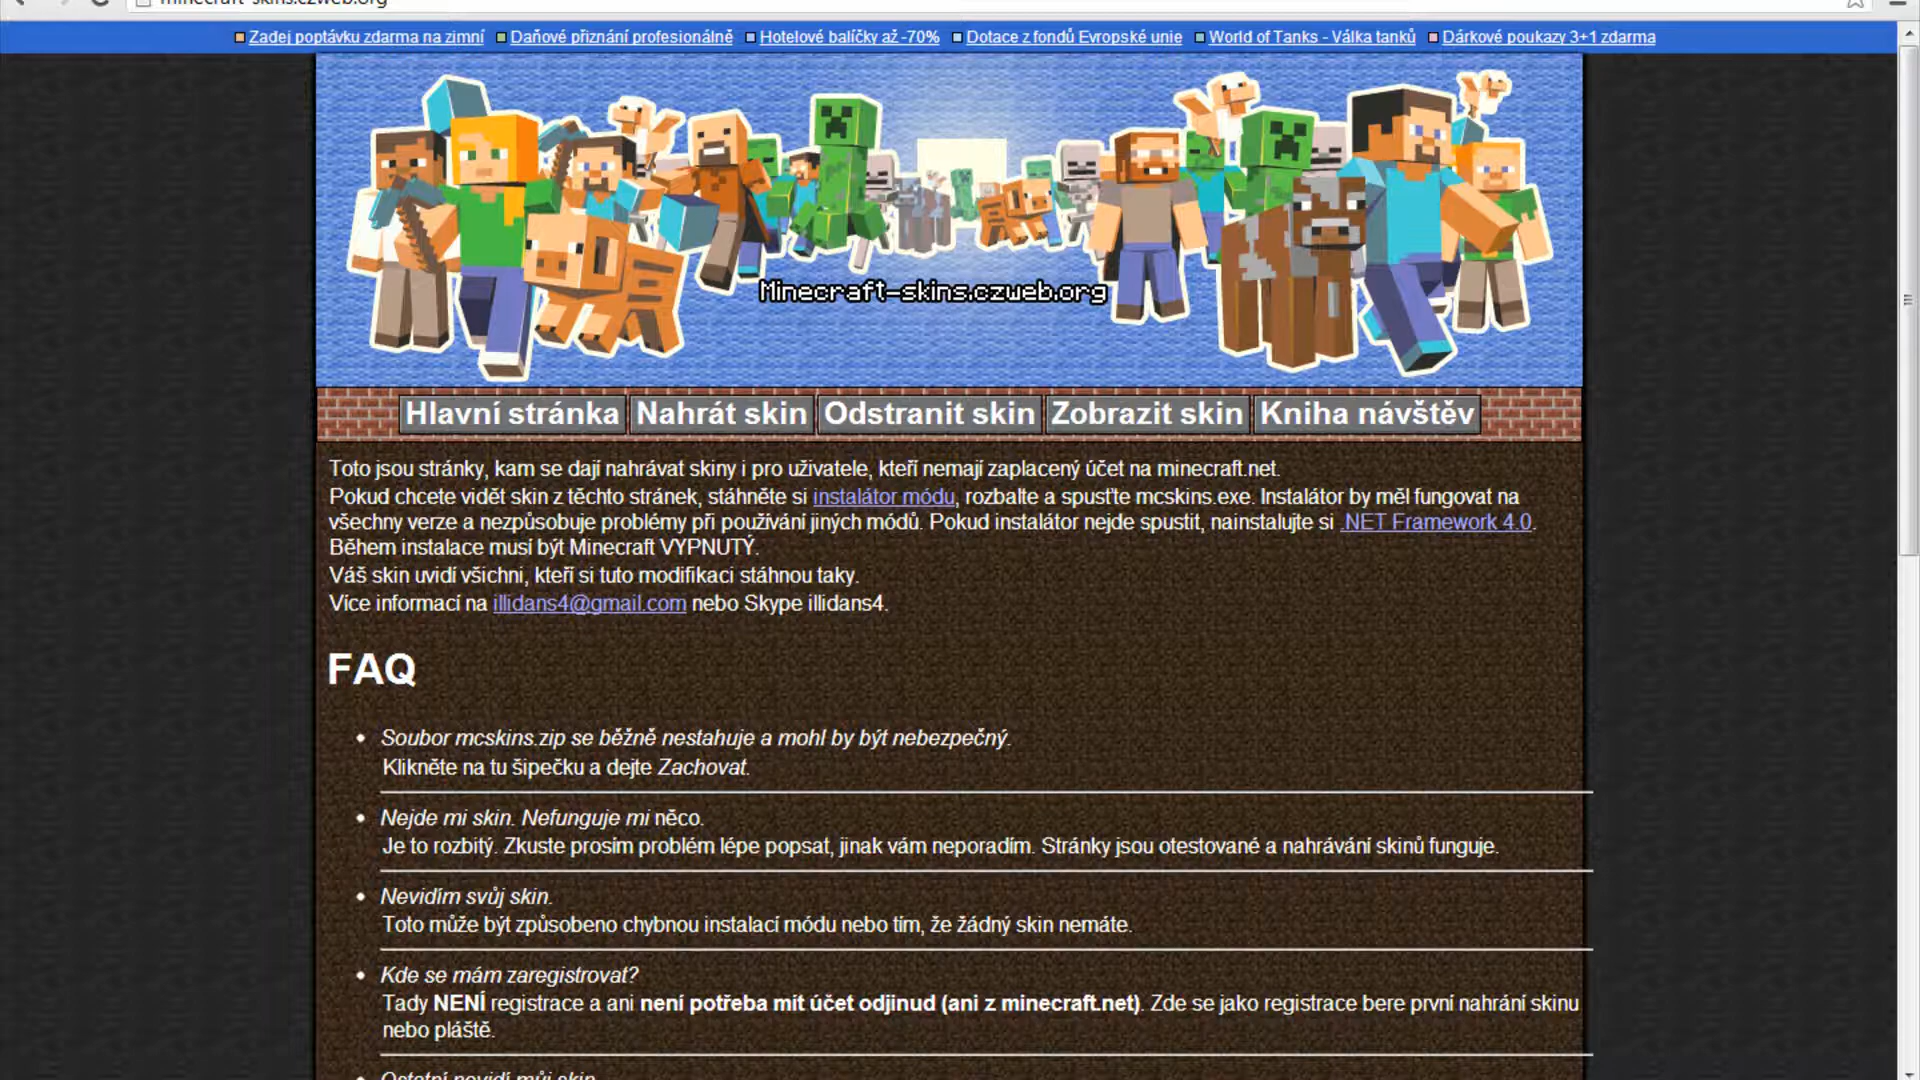 minecraft-skins.czweb.org
Zadej poptávku zdarma na zimní Daňové přiznání profesionálně Hotelové balíčky až -70% Dotace z fondů Evropské unie World of Tanks - Válka tanků Dárkové poukazy 3+1 zdarma
Minecraft-skins.czweb.org
Hlavní stránka Nahrát skin Odstranit skin Zobrazit skin Kniha návštěv
Toto jsou stránky, kam se dají nahrávat skiny i pro uživatele, kteří nemají zaplacený účet na minecraft.net.
Pokud chcete vidět skin z těchto stránek, stáhněte si instalátor módu, rozbalte a spusťte mcskins.exe. Instalátor by měl fungovat na
všechny verze a nezpůsobuje problémy při používání jiných módů. Pokud instalátor nejde spustit, nainstalujte si .NET Framework 4.0.
Během instalace musí být Minecraft VYPNUTÝ.
Váš skin uvidí všichni, kteří si tuto modifikaci stáhnou taky.
Více informací na illidans4@gmail.com nebo Skype illidans4.
FAQ
• Soubor mcskins.zip se běžně nestahuje a mohl by být nebezpečný.
Klikněte na tu šipečku a dejte Zachovat.
• Nejde mi skin. Nefunguje mi něco.
Je to rozbitý. Zkuste prosím problém lépe popsat, jinak vám neporadím. Stránky jsou otestované a nahrávání skinů funguje.
• Nevidím svůj skin.
Toto může být způsobeno chybnou instalací módu nebo tím, že žádný skin nemáte.
• Kde se mám zaregistrovat?
Tady NENÍ registrace a ani není potřeba mít účet odjinud (ani z minecraft.net). Zde se jako registrace bere první nahrání skinu
nebo pláště.
• Ostatní nevidí můj skin.